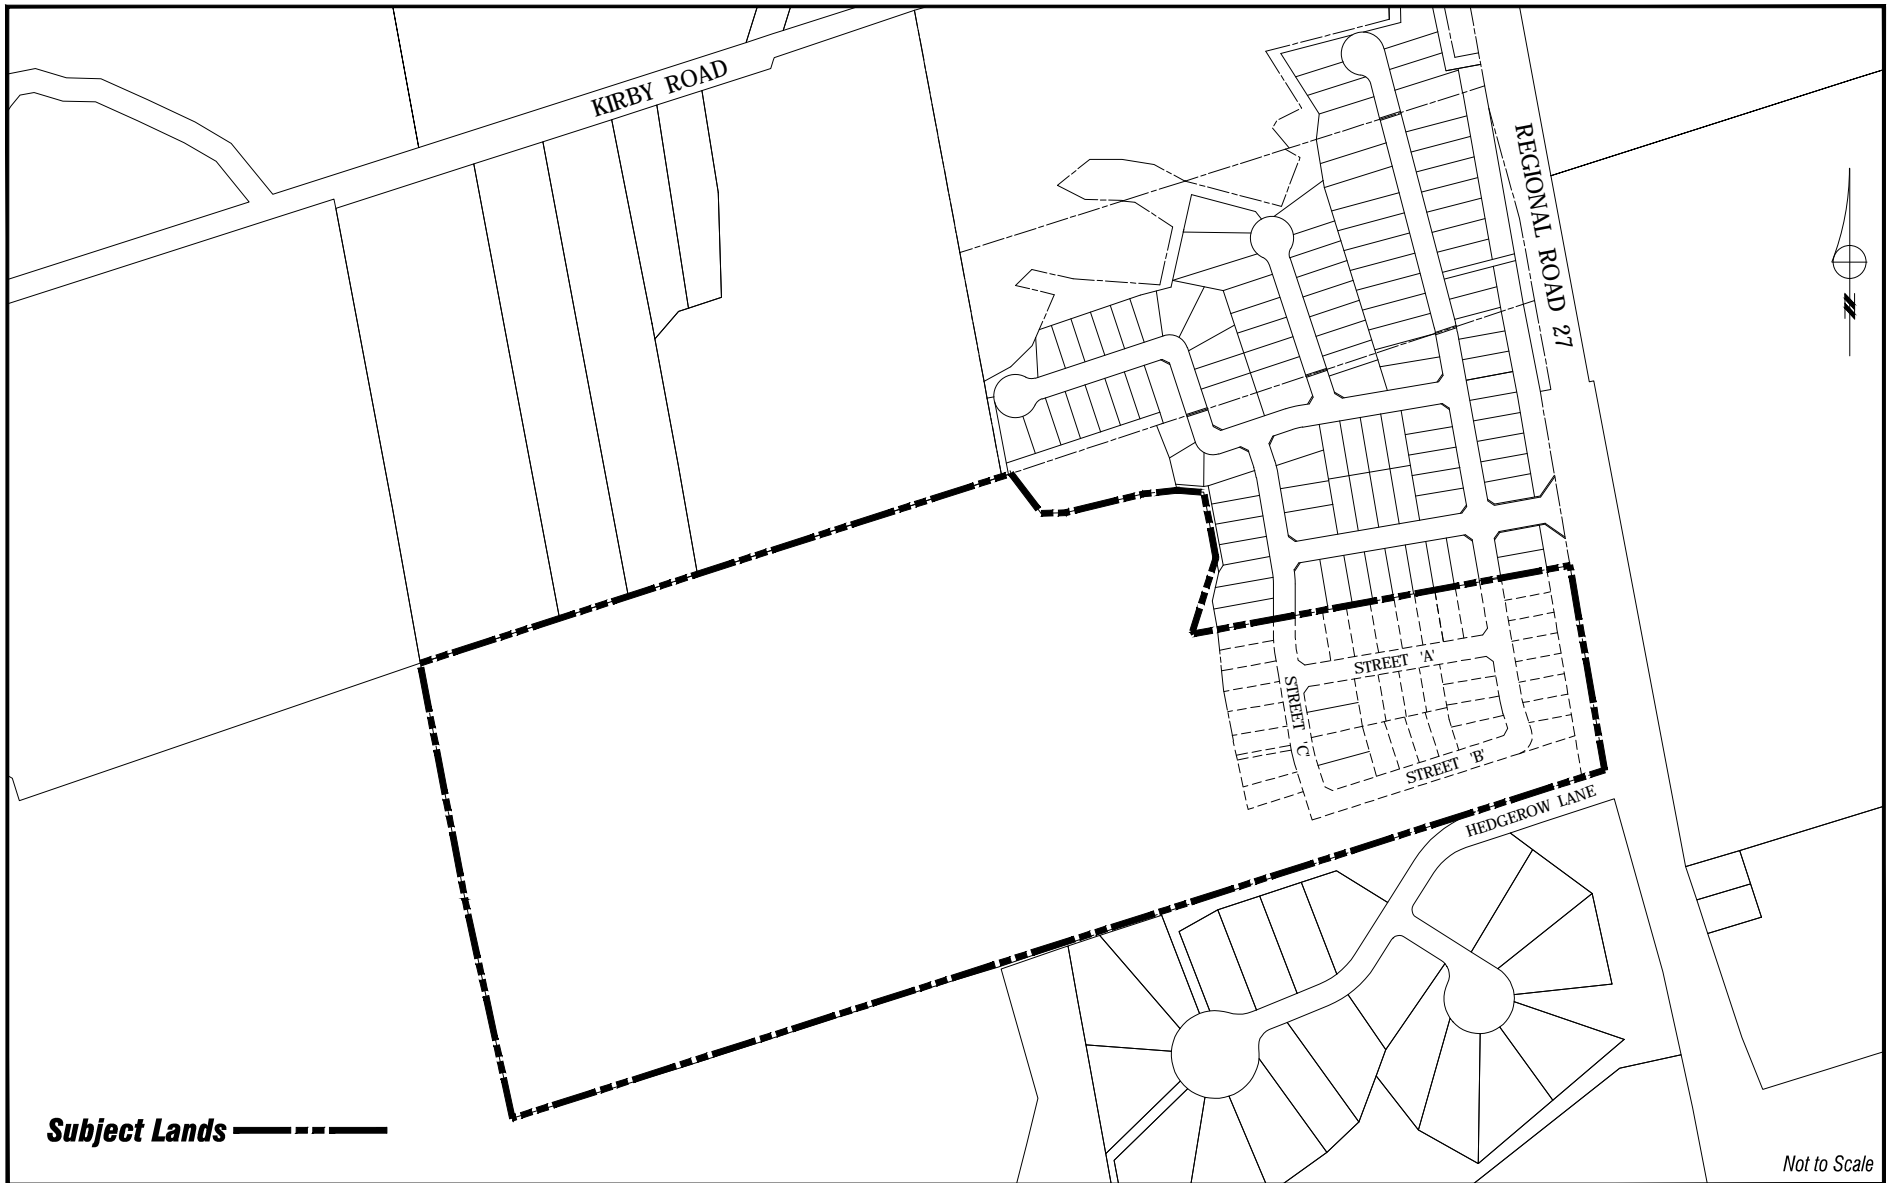 KIRBY ROAD
REGIONAL ROAD 27
N
STREET 'A'
STREET 'C'
STREET 'B'
HEDGEROW LANE
Subject Lands
Not to Scale